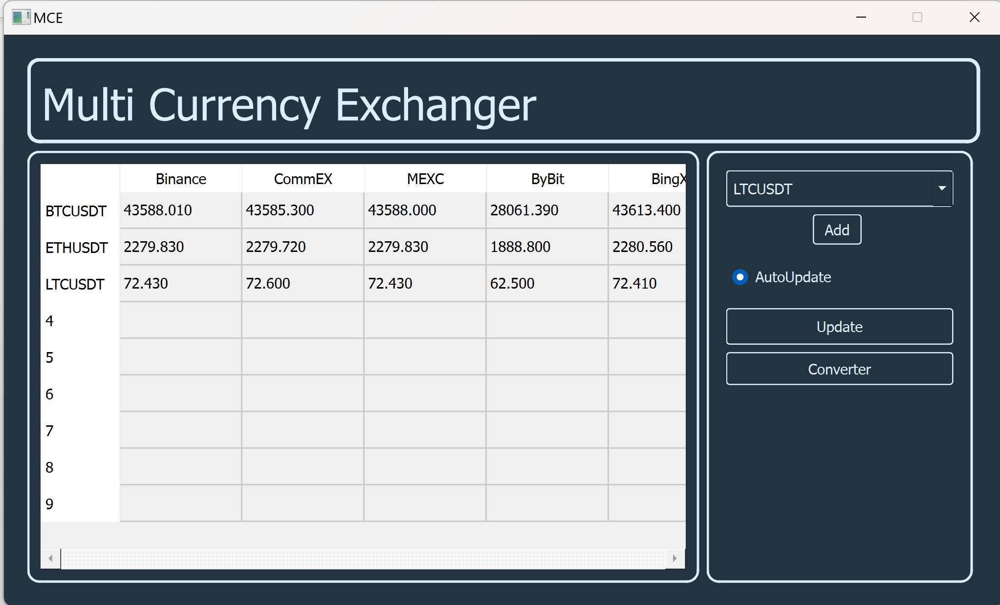 MCE
Multi Currency Exchanger
Binance CommEX MEXC ByBit BingX
BTCUSDT 43588.010 43585.300 43588.000 28061.390 43613.400
ETHUSDT 2279.830 2279.720 2279.830 1888.800 2280.560
LTCUSDT 72.430 72.600 72.430 62.500 72.410
4
5
6
7
8
9
LTCUSDT
Add
AutoUpdate
Update
Converter